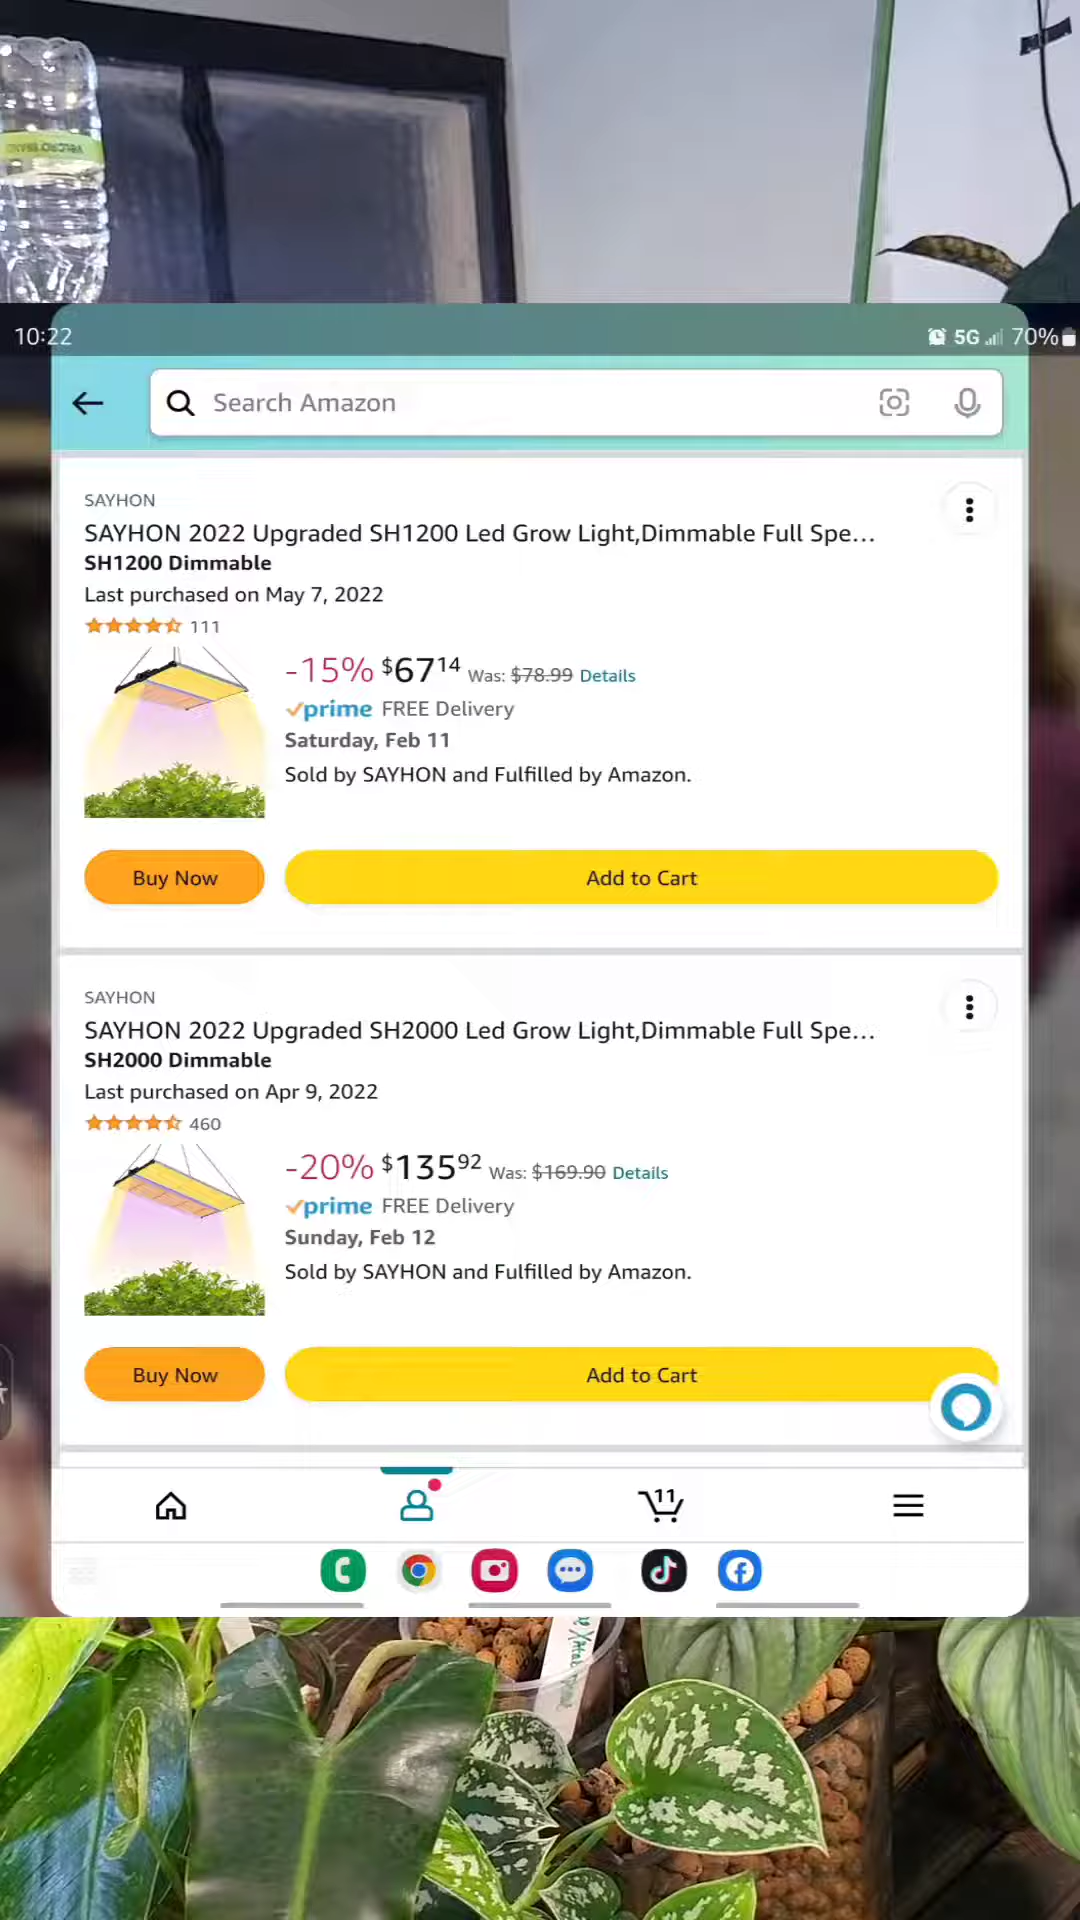 VELCRO BRAND
10:22
5G 70%
Search Amazon
SAYHON
SAYHON 2022 Upgraded SH1200 Led Grow Light,Dimmable Full Spe...
SH1200 Dimmable
Last purchased on May 7, 2022
111
-15% $6714 Was: $78.99 Details
prime FREE Delivery
Saturday, Feb 11
Sold by SAYHON and Fulfilled by Amazon.
Buy Now
Add to Cart
SAYHON
SAYHON 2022 Upgraded SH2000 Led Grow Light,Dimmable Full Spe...
SH2000 Dimmable
Last purchased on Apr 9, 2022
460
-20% $13592 Was: $169.90 Details
prime FREE Delivery
Sunday, Feb 12
Sold by SAYHON and Fulfilled by Amazon.
Buy Now
Add to Cart
11